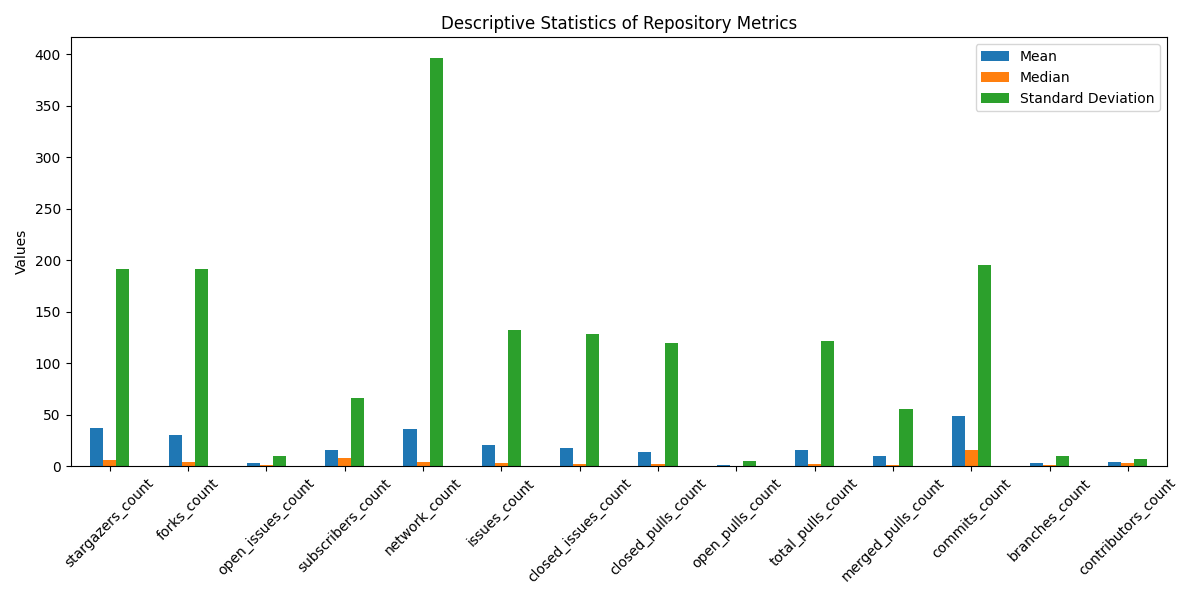 Descriptive Statistics of Repository Metrics
Mean
Median
Standard Deviation
Values
400
350
300
250
200
150
100
50
0
stargazers_count
forks_count
open_issues_count
subscribers_count
network_count
issues_count
closed_issues_count
closed_pulls_count
open_pulls_count
total_pulls_count
merged_pulls_count
commits_count
branches_count
contributors_count